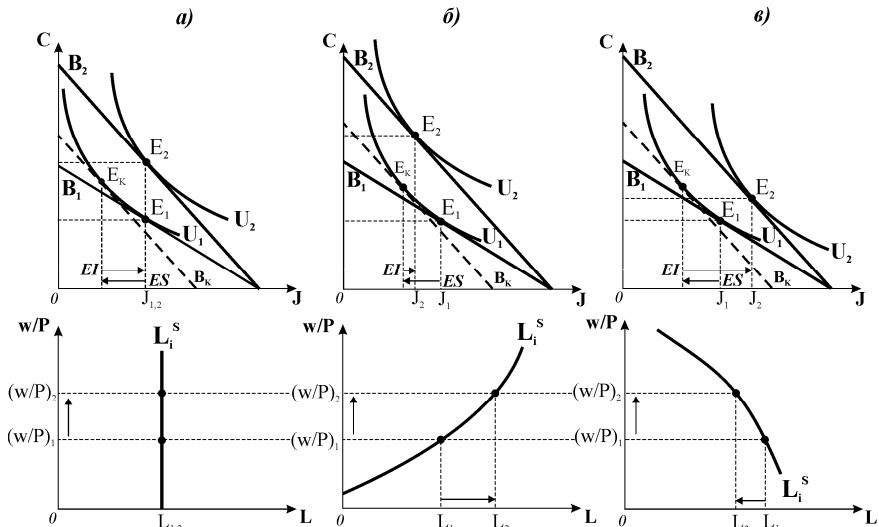 а) б) в)
C C C
B₂ B₂ B₂
E₂ E₂ E₂
Eₖ Eₖ Eₖ
B₁ B₁ B₁
E₁ E₁ E₁
U₂ U₂ U₂
U₁ U₁ U₁
EI ES Bₖ EI ES Bₖ EI ES Bₖ
0 J₁,₂ J 0 J₂ J₁ J 0 J₁ J₂ J
w/P w/P w/P
Lᵢˢ Lᵢˢ
(w/P)₂ (w/P)₂ (w/P)₂
(w/P)₁ (w/P)₁ (w/P)₁
Lᵢˢ
0 L 0 L 0 L